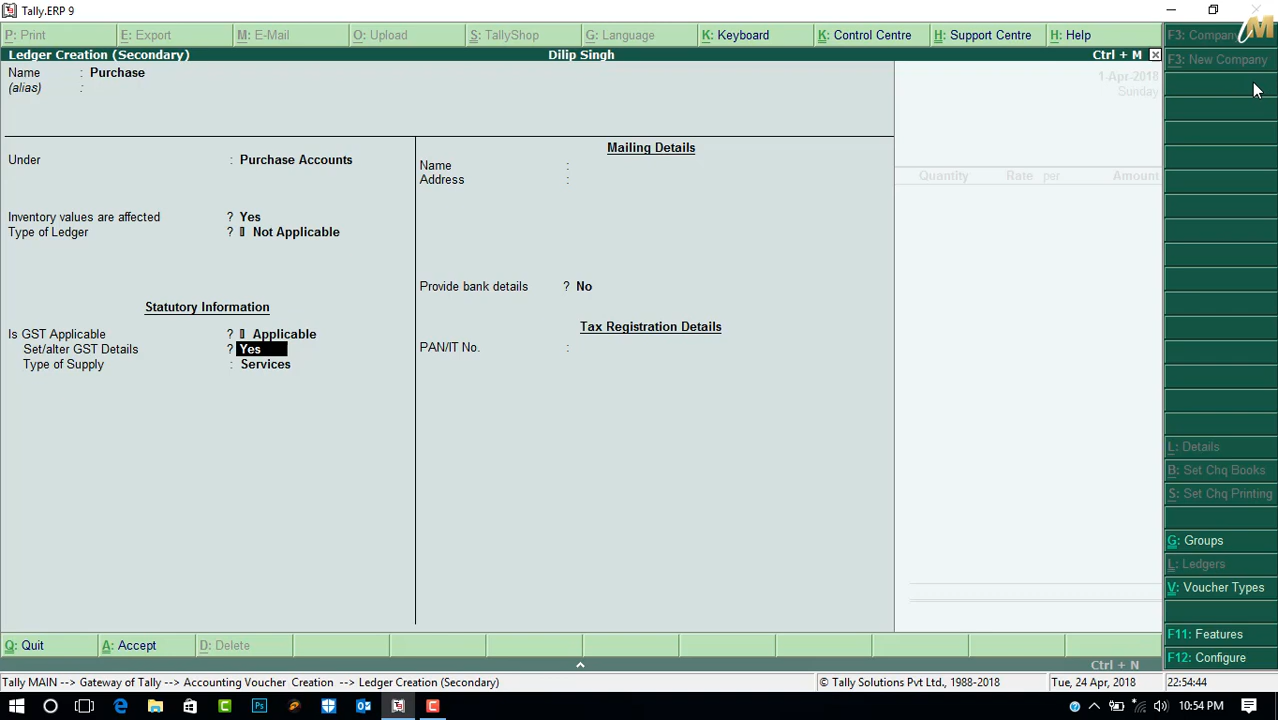 Tally.ERP 9
P: Print
E: Export
M: E-Mail
O: Upload
S: TallyShop
G: Language
K: Keyboard
K: Control Centre
H: Support Centre
H: Help
F3: Company
Ledger Creation (Secondary)
Dilip Singh
Ctrl + M
F3: New Company
Name : Purchase
(alias) :
1-Apr-2018
Sunday
Under : Purchase Accounts
Mailing Details
Name :
Address :
Quantity Rate per Amount
Inventory values are affected ? Yes
Type of Ledger ? Not Applicable
Provide bank details ? No
Statutory Information
Tax Registration Details
Is GST Applicable ? Applicable
Set/alter GST Details ? Yes
Type of Supply : Services
PAN/IT No. :
L: Details
B: Set Chq Books
S: Set Chq Printing
G: Groups
L: Ledgers
V: Voucher Types
F11: Features
F12: Configure
Q: Quit
A: Accept
D: Delete
Ctrl + N
Tally MAIN --> Gateway of Tally --> Accounting Voucher Creation --> Ledger Creation (Secondary)
© Tally Solutions Pvt Ltd., 1988-2018
Tue, 24 Apr, 2018
22:54:44
10:54 PM